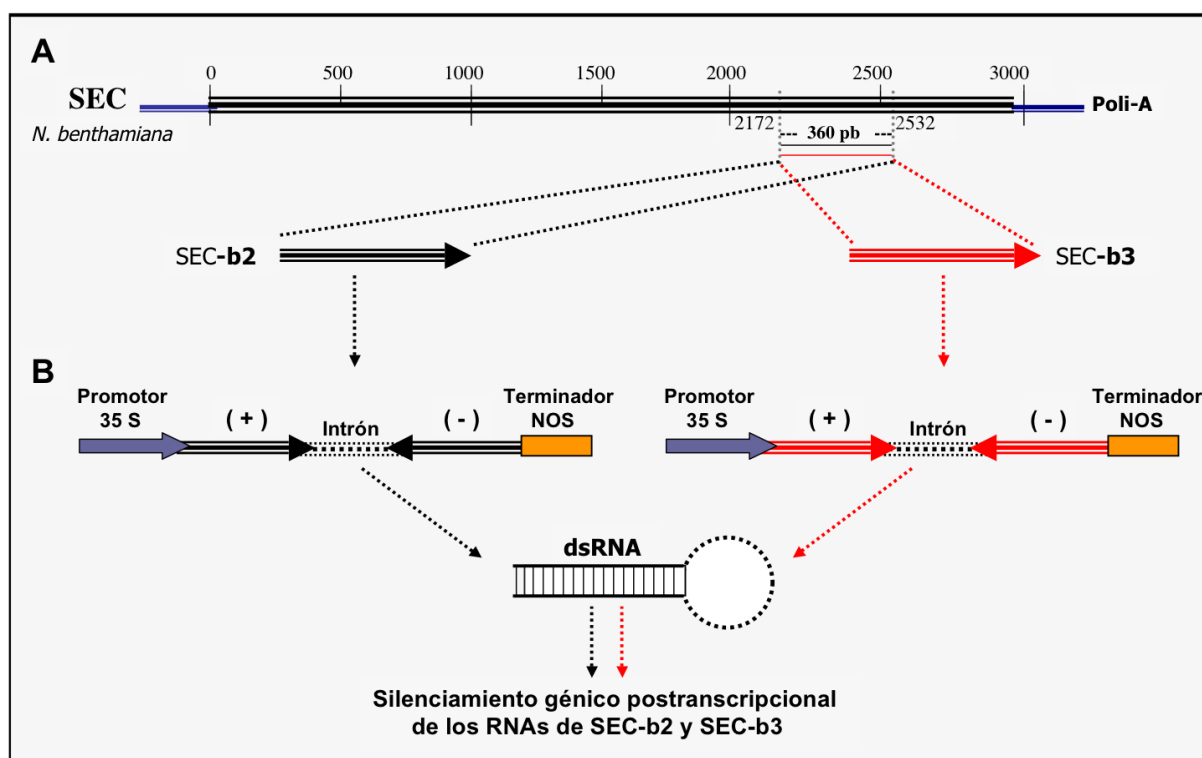 A
0 500 1000 1500 2000 2500 3000
SEC
Poli-A
N. benthamiana
2172 2532
360 pb
SEC-b2
SEC-b3
B
Promotor
35 S
( + )
Intrón
( - )
Terminador
NOS
Promotor
35 S
( + )
Intrón
( - )
Terminador
NOS
dsRNA
Silenciamiento génico postranscripcional
de los RNAs de SEC-b2 y SEC-b3